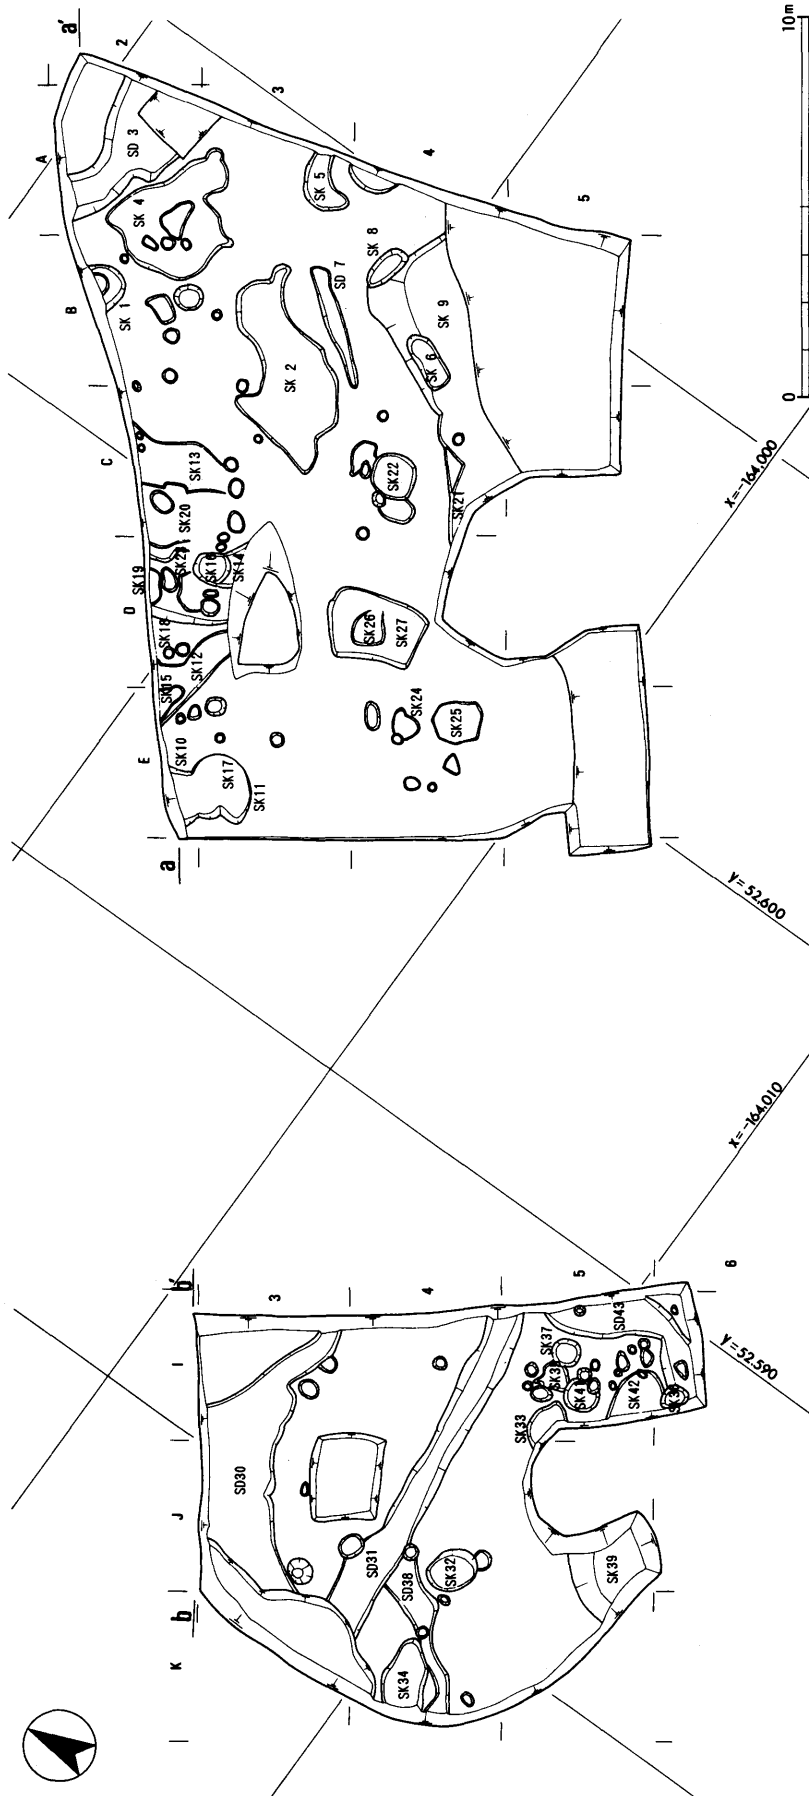 a'
2
A
SD 3
3
SK 4
SK 5
4
SK 8
5
B
SK 1
SD 7
SK 9
SK 2
SK 6
C
SK13
SK20
SK22
SK21
SK19
SK16
SK14
D
SK18
SK12
SK26
SK27
SK15
SK24
SK25
E
SK10
SK17
SK11
a
10m
0
X=-164,000
y=52,600
X=-164,010
y=52,590
b'
3
4
5
6
I
SD43
SK37
SK41
SK42
SK33
SD30
J
SD31
SD38
SK32
SK39
b
K
SK34